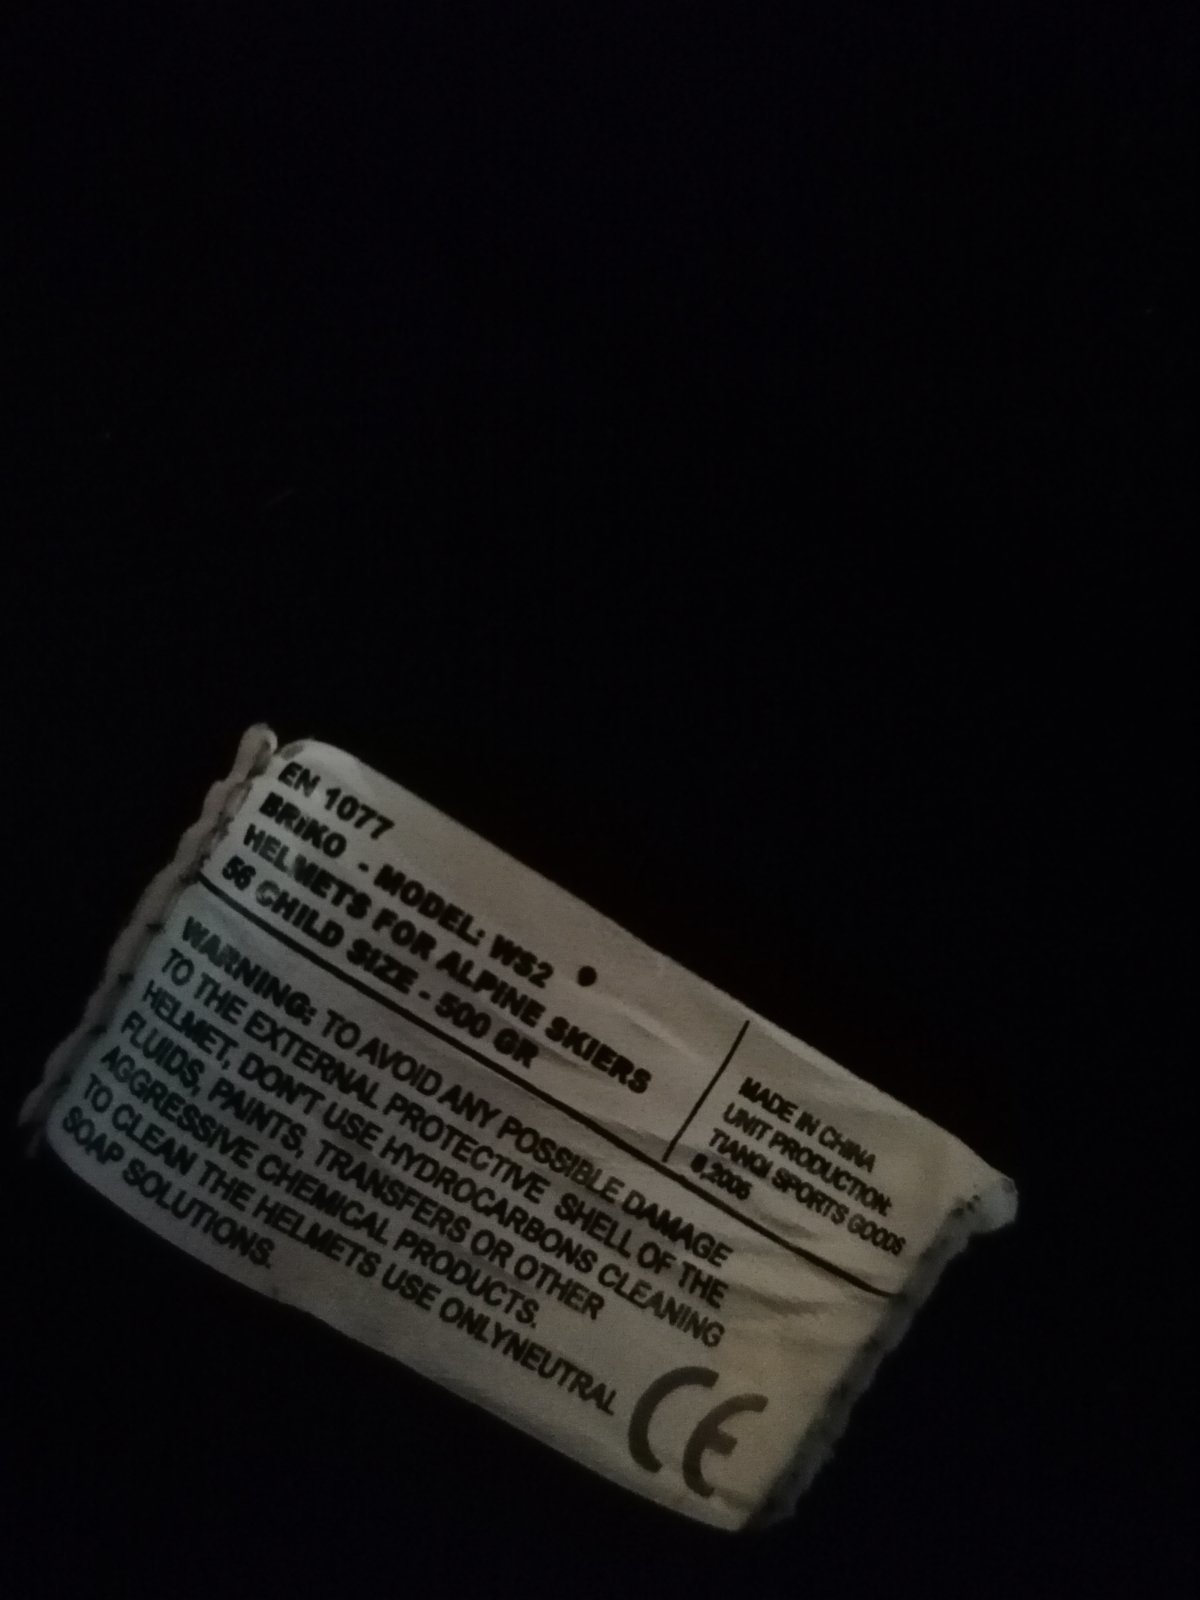 EN 1077
BRiKO - MODEL: WS2
HELMETS FOR ALPINE SKIERS
56 CHILD SIZE - 500 GR
MADE IN CHINA
UNIT PRODUCTION:
TIANQI SPORTS GOODS
WARNING: TO AVOID ANY POSSIBLE DAMAGE
TO THE EXTERNAL PROTECTIVE SHELL OF THE
HELMET, DON'T USE HYDROCARBONS CLEANING
FLUIDS, PAINTS, TRANSFERS OR OTHER
AGGRESSIVE CHEMICAL PRODUCTS.
TO CLEAN THE HELMETS USE ONLYNEUTRAL
SOAP SOLUTIONS.
CE